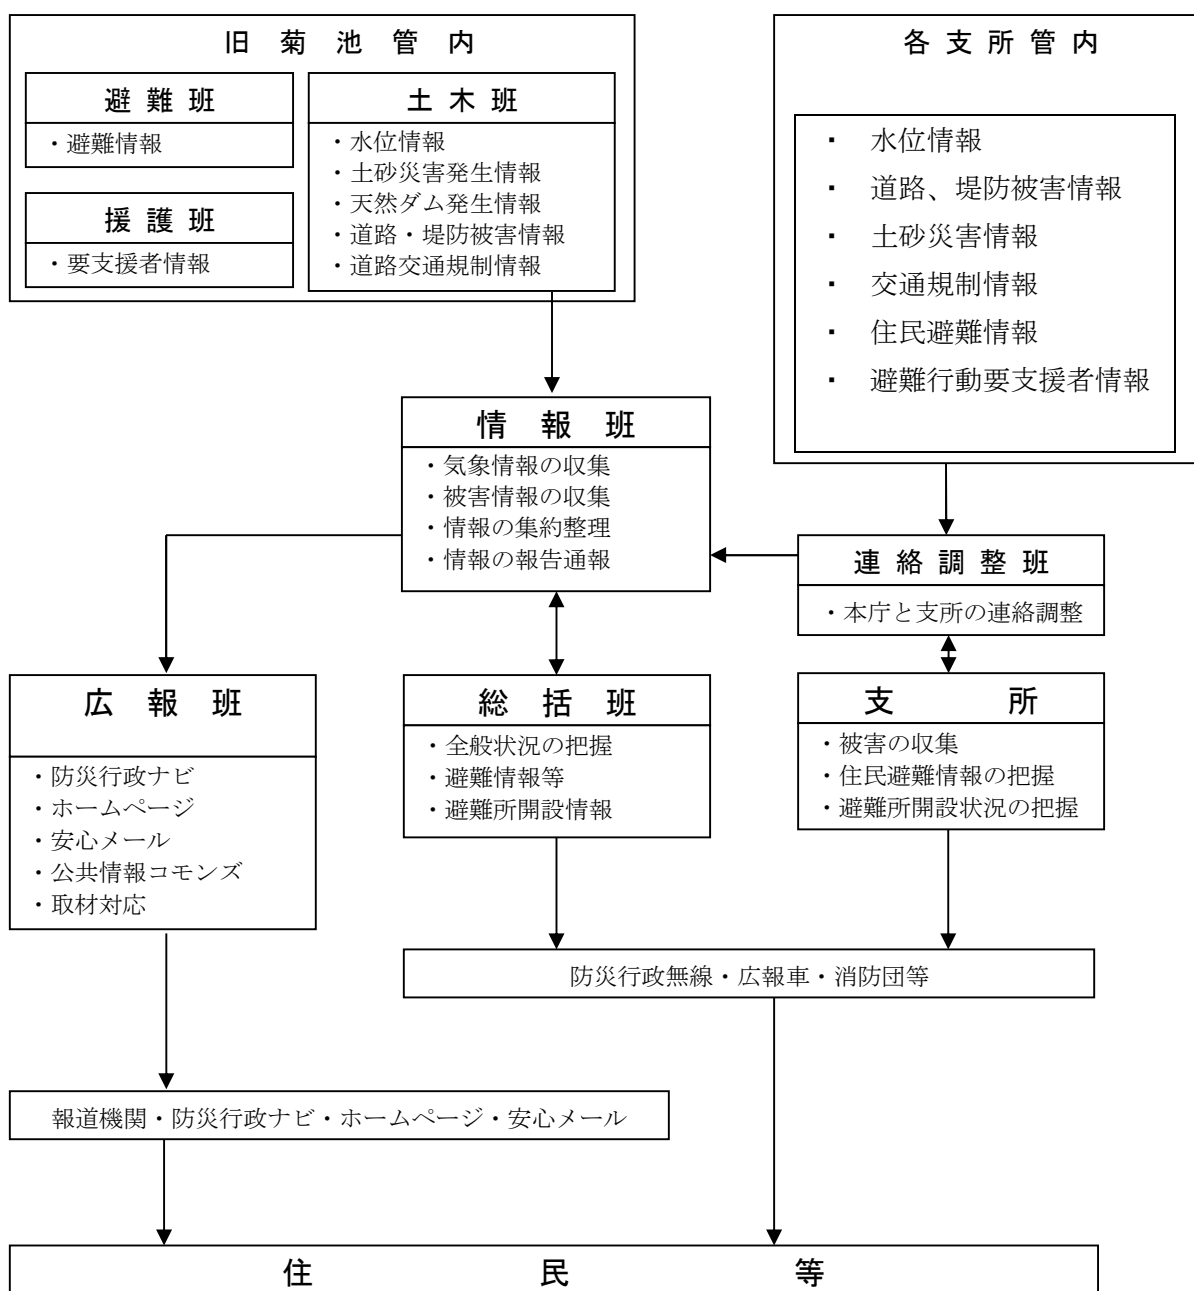 旧菊池管内
避難班
・避難情報
援護班
・要支援者情報
土木班
・水位情報
・土砂災害発生情報
・天然ダム発生情報
・道路・堤防被害情報
・道路交通規制情報
各支所管内
・ 水位情報
・ 道路、堤防被害情報
・ 土砂災害情報
・ 交通規制情報
・ 住民避難情報
・ 避難行動要支援者情報
情報班
・気象情報の収集
・被害情報の収集
・情報の集約整理
・情報の報告通報
連絡調整班
・本庁と支所の連絡調整
広報班
・防災行政ナビ
・ホームページ
・安心メール
・公共情報コモンズ
・取材対応
総括班
・全般状況の把握
・避難情報等
・避難所開設情報
支所
・被害の収集
・住民避難情報の把握
・避難所開設状況の把握
防災行政無線・広報車・消防団等
報道機関・防災行政ナビ・ホームページ・安心メール
住民等